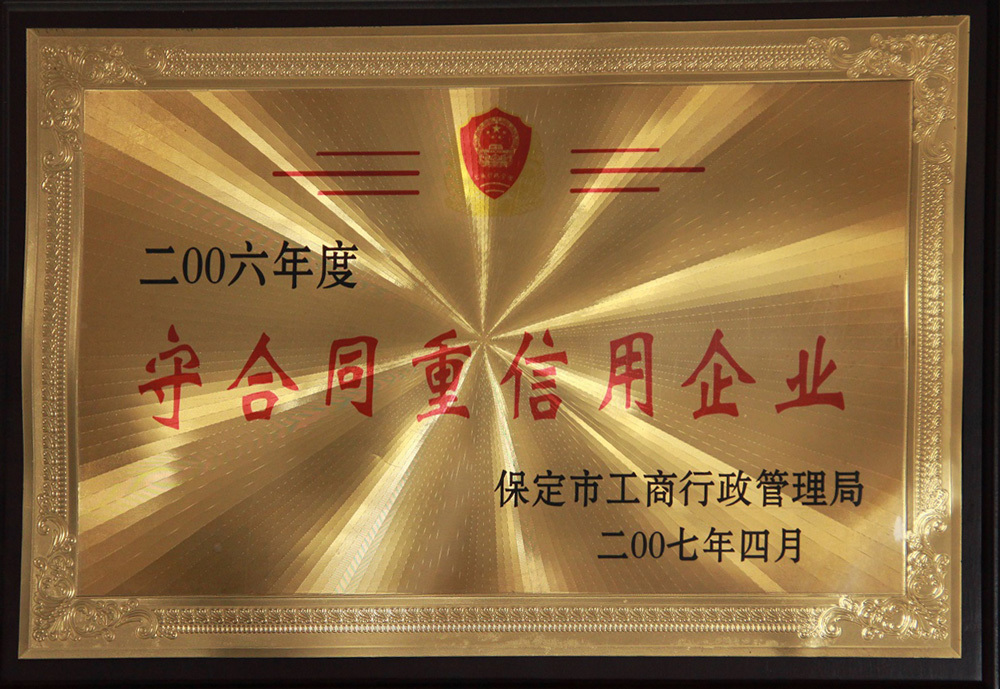 二00六年度
守合同重信用企业
保定市工商行政管理局
二00七年四月